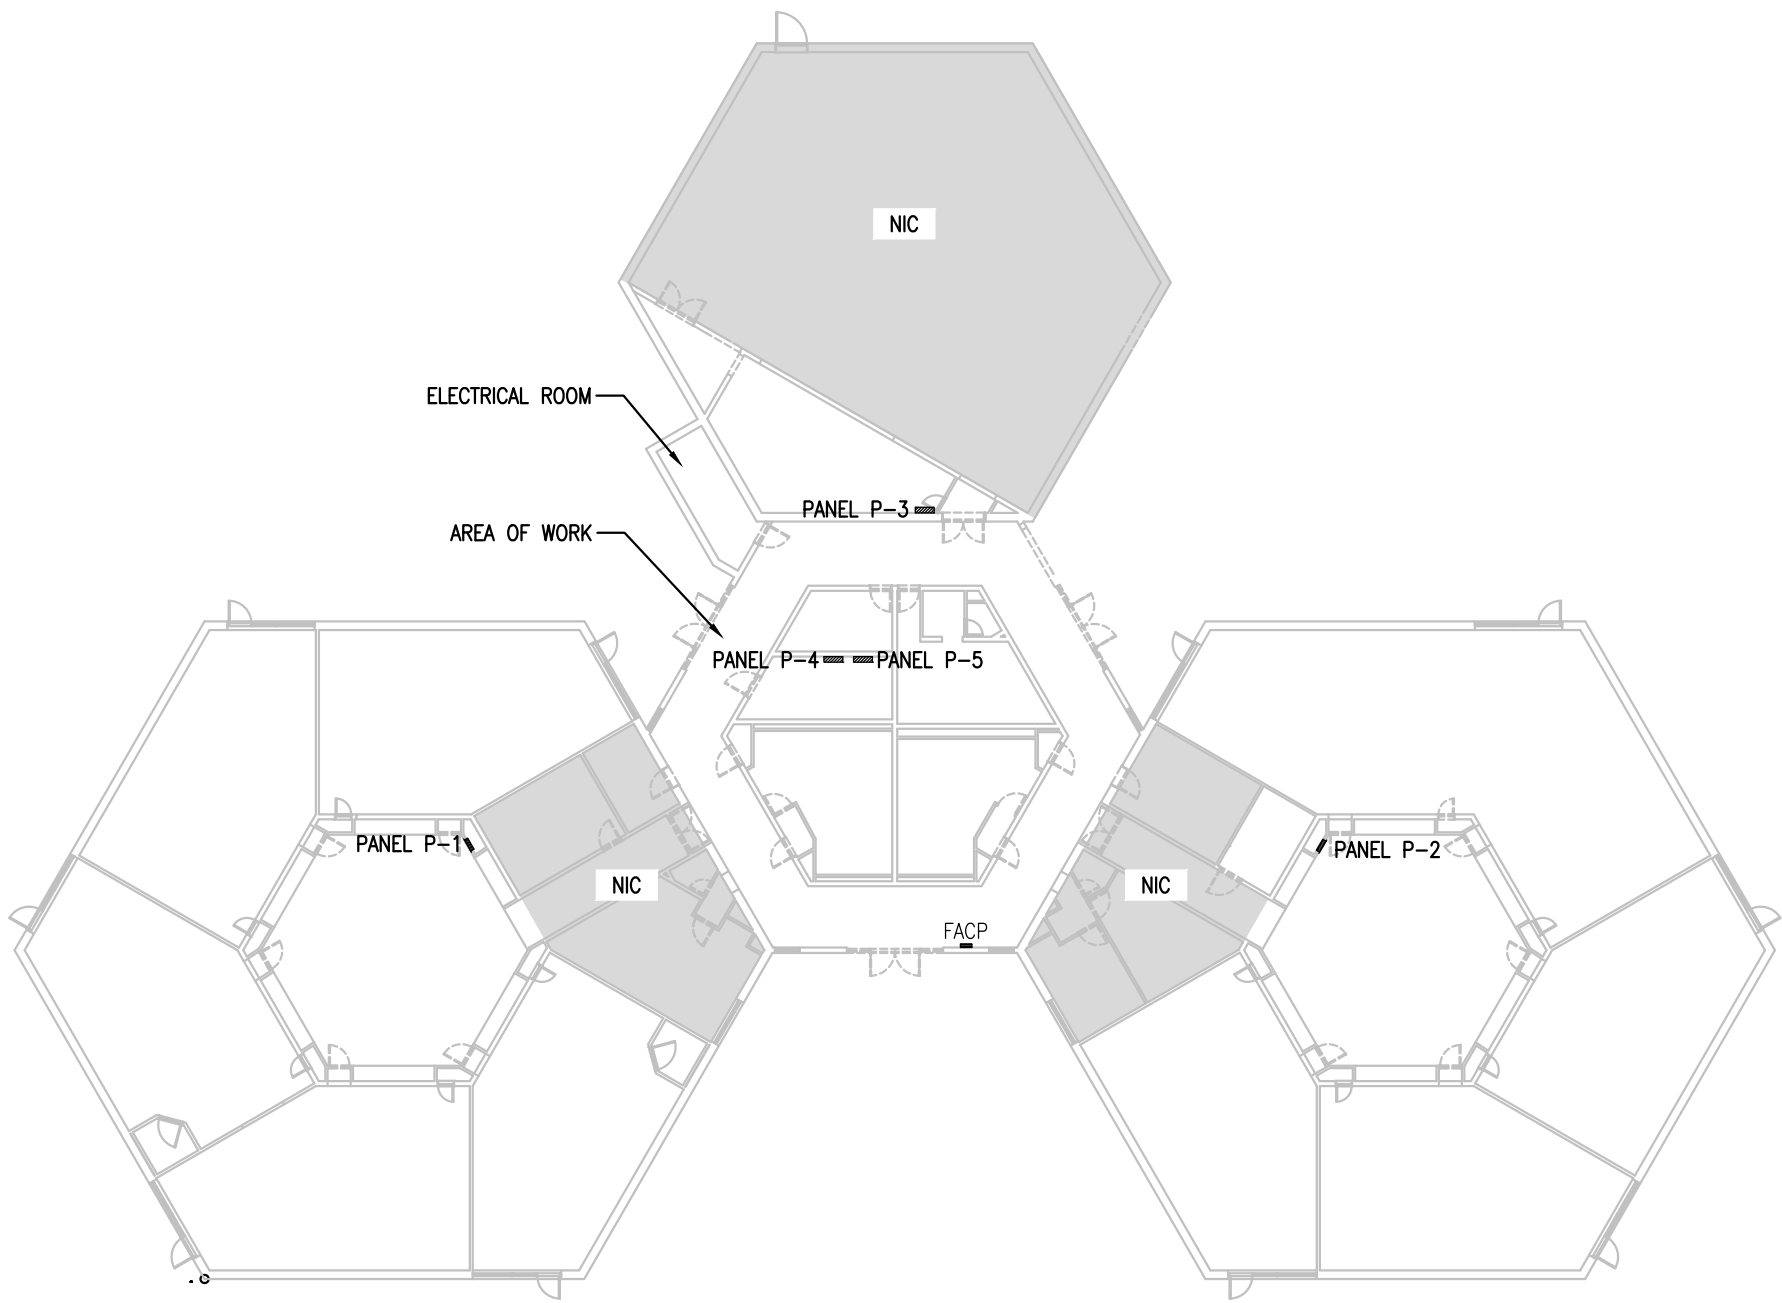 NIC
ELECTRICAL ROOM
PANEL P-3
AREA OF WORK
PANEL P-4
PANEL P-5
PANEL P-1
PANEL P-2
NIC
NIC
FACP